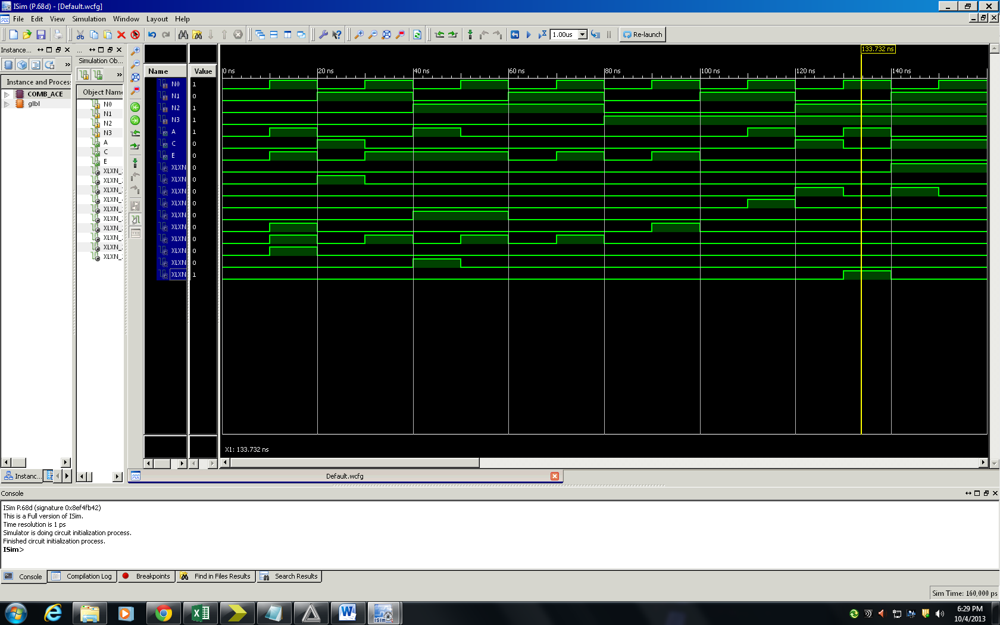 ISim (P.68d) - [Default.wcfg]
File Edit View Simulation Window Layout Help
1.00us Re-launch
Instance...
Instance and Process
COMB_ACE
glbl
... 
Simulation Ob...
Object Name
N0
N1
N2
N3
A
C
E
XLXN_
XLXN_
XLXN_
XLXN_
XLXN_
XLXN_
XLXN_
XLXN_
XLXN_
XLXN_
Name Value
N0 1
N1 0
N2 1
N3 1
A 1
C 0
E 0
XLXN 0
XLXN 0
XLXN 0
XLXN 0
XLXN 0
XLXN 0
XLXN 0
XLXN 0
XLXN 0
XLXN 1
133.732 ns
0 ns 20 ns 40 ns 60 ns 80 ns 100 ns 120 ns 140 ns
X1: 133.732 ns
Instanc...
Default.wcfg
Console
ISim P.68d (signature 0x8ef4fb42)
This is a Full version of ISim.
Time resolution is 1 ps
Simulator is doing circuit initialization process.
Finished circuit initialization process.
ISim>
Console Compilation Log Breakpoints Find in Files Results Search Results
Sim Time: 160,000 ps
ISim
6:29 PM
10/4/2013